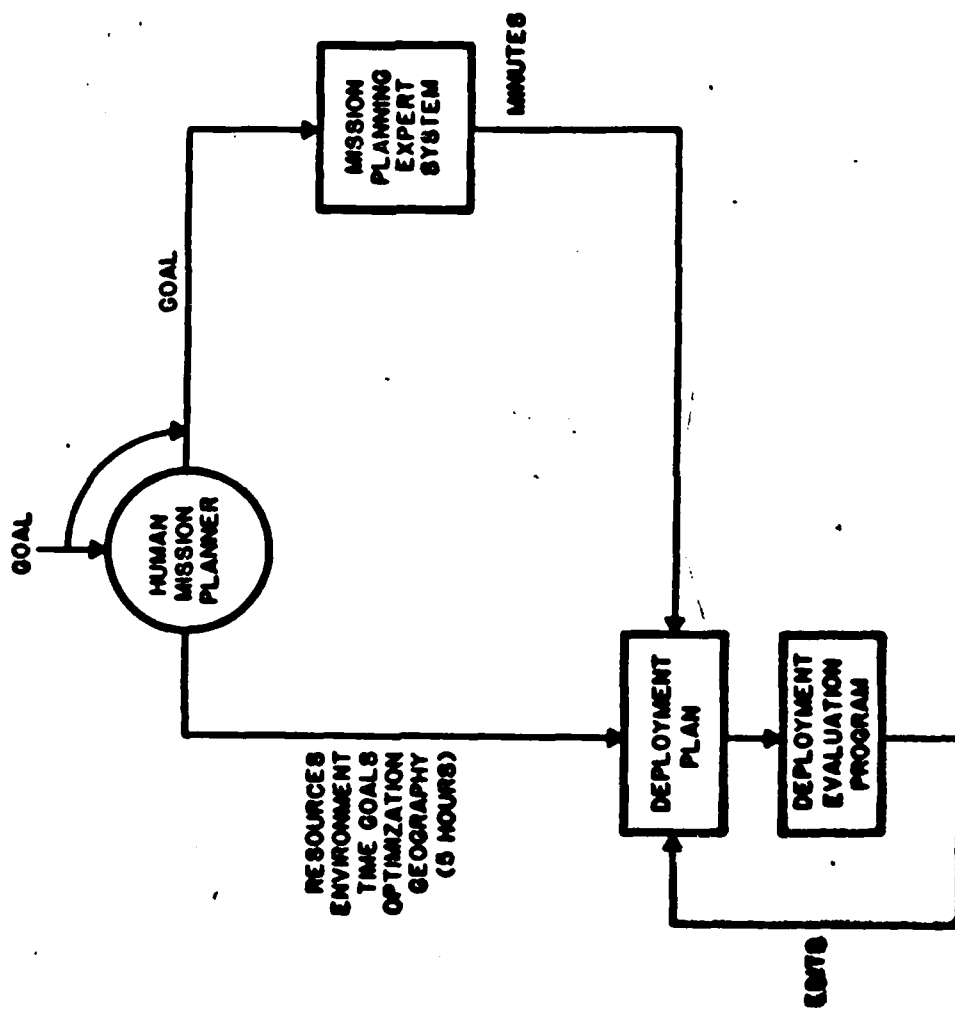 GOAL
HUMAN
MISSION
PLANNER
GOAL
MISSION
PLANNING
EXPERT
SYSTEM
MINUTES
RESOURCES
ENVIRONMENT
TIME GOALS
OPTIMIZATION
GEOGRAPHY
(5 HOURS)
DEPLOYMENT
PLAN
DEPLOYMENT
EVALUATION
PROGRAM
EDITS